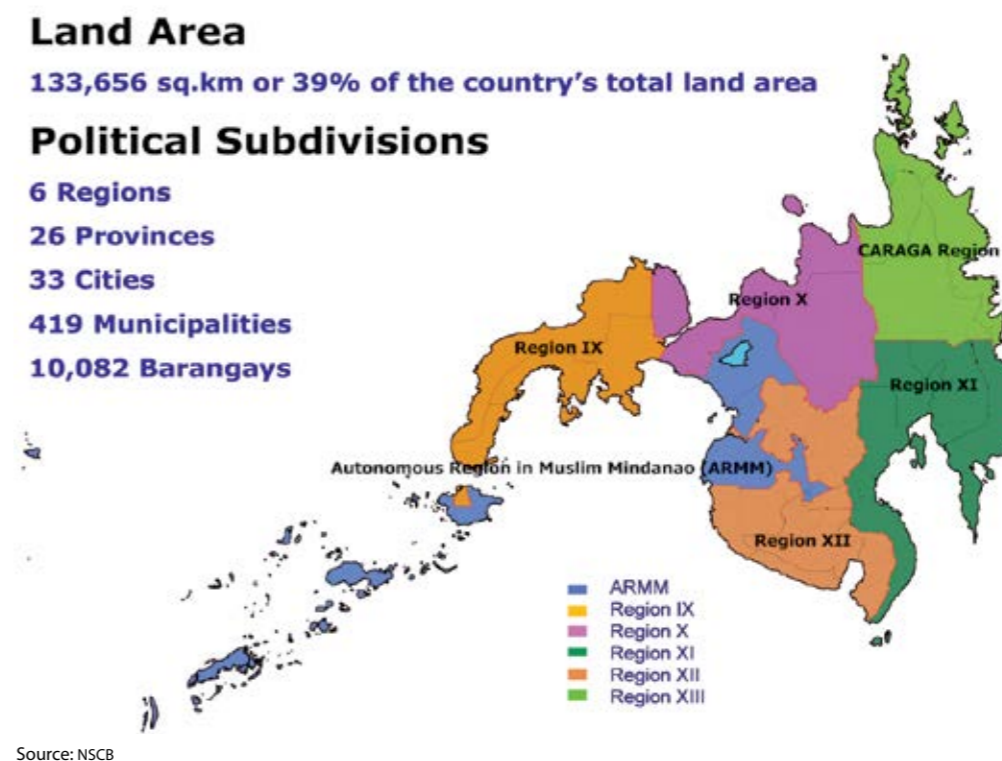 Land Area
133,656 sq.km or 39% of the country's total land area
Political Subdivisions
6 Regions
26 Provinces
33 Cities
419 Municipalities
10,082 Barangays
CARAGA Region
Region X
Region IX
Region XI
Autonomous Region in Muslim Mindanao (ARMM)
Region XII
ARMM
Region IX
Region X
Region XI
Region XII
Region XIII
Source: NSCB